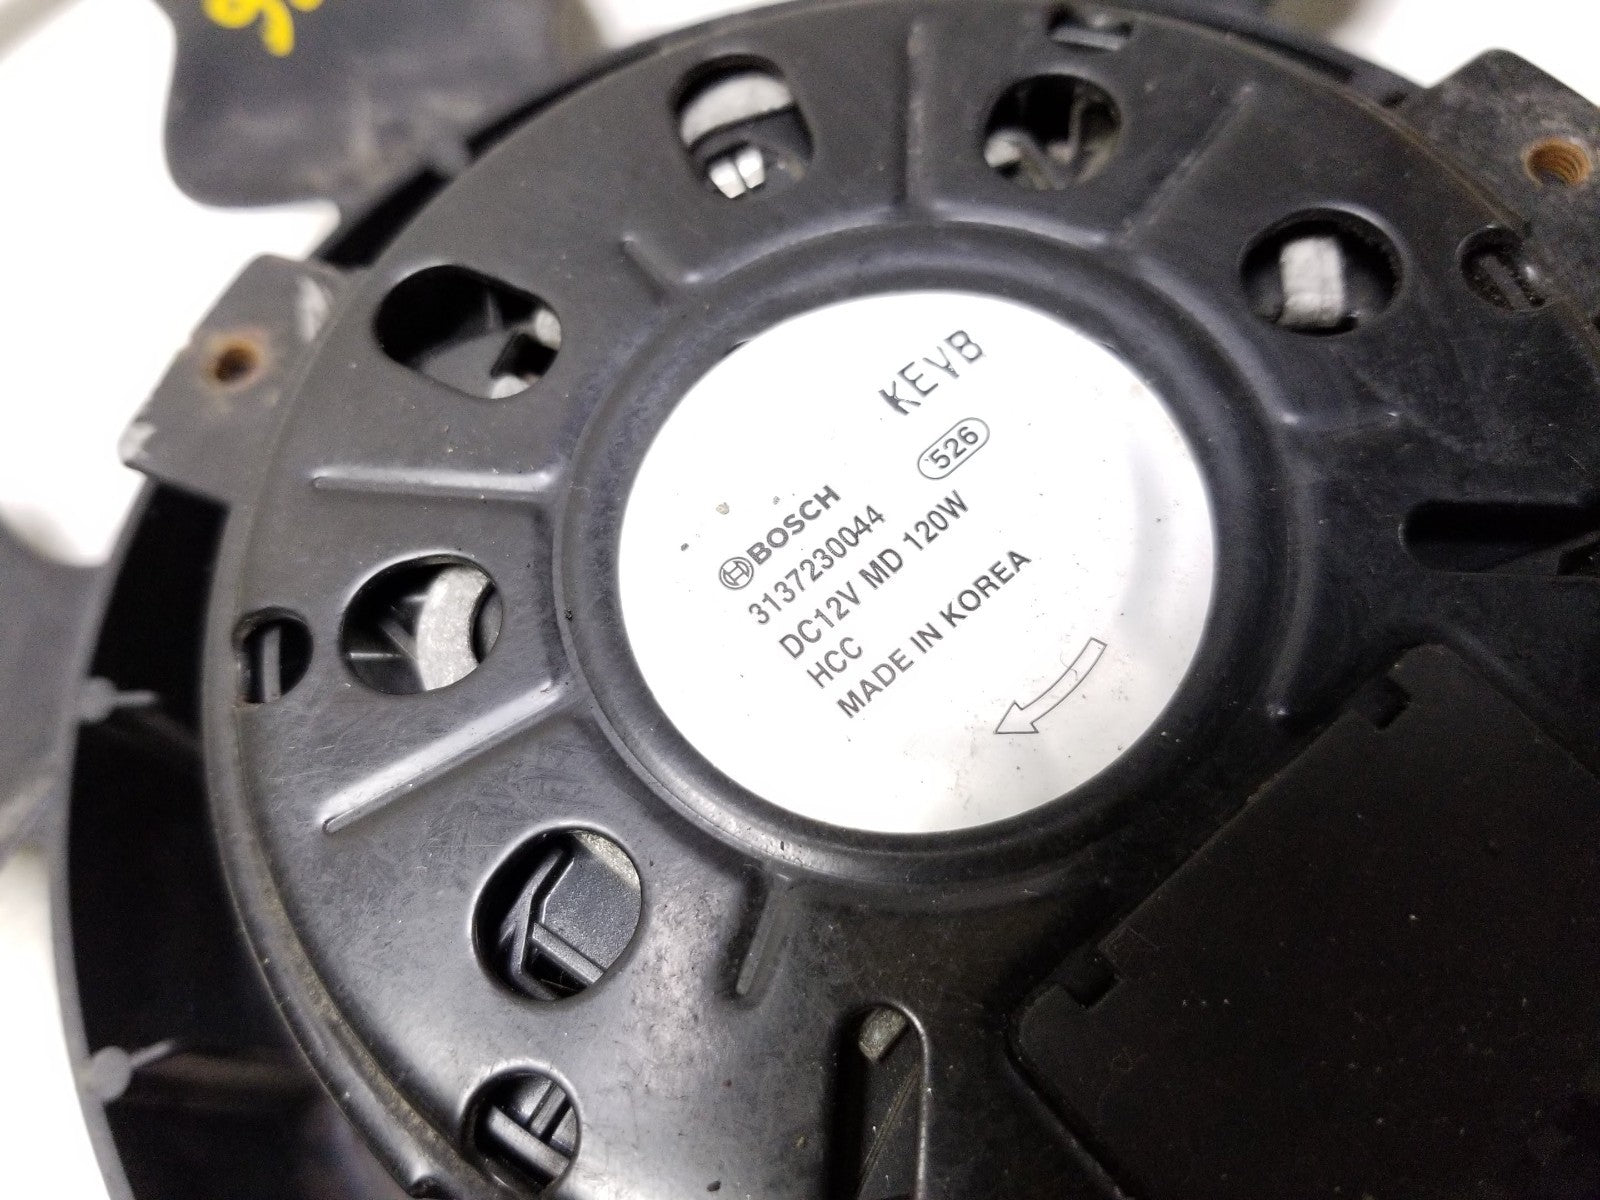 KEVB
526
BOSCH
3137230044
DC12V MD 120W
HCC
MADE IN KOREA